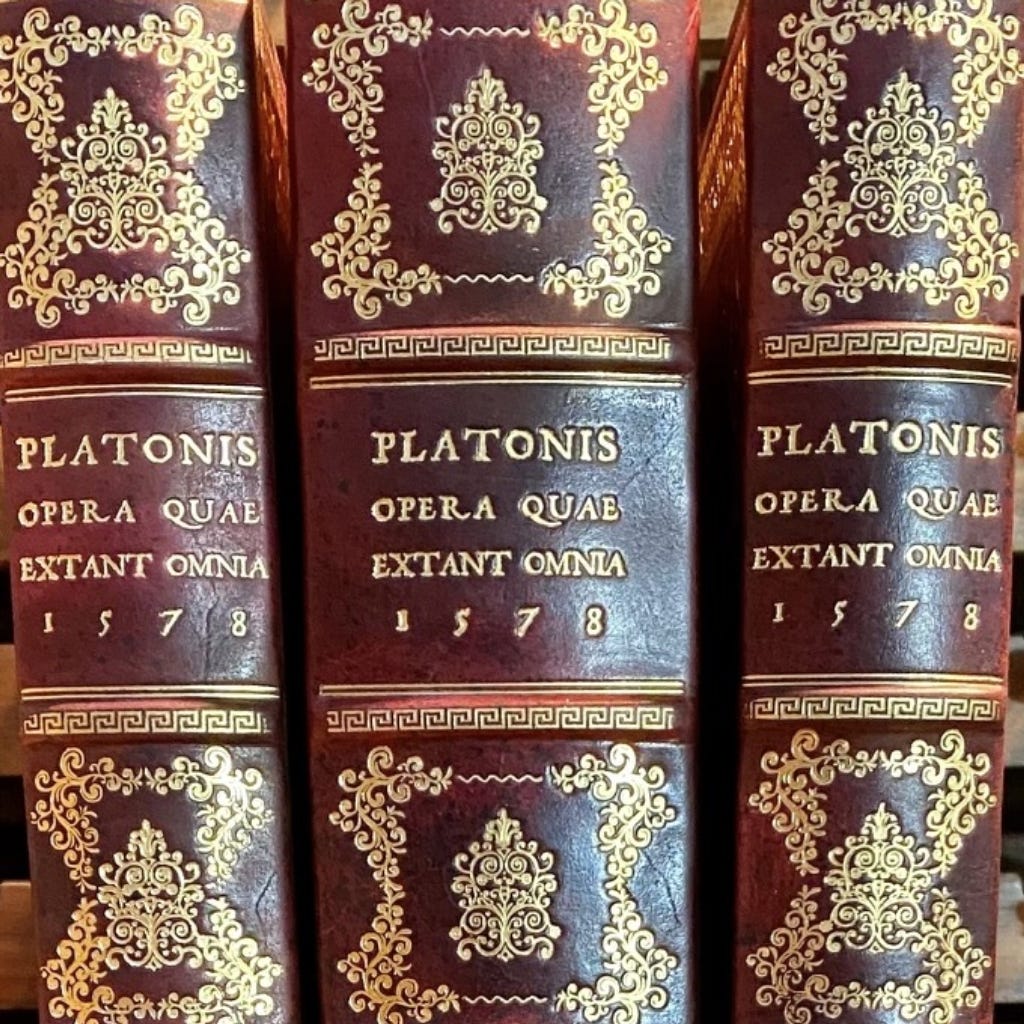 PLATONIS
OPERA QUAE
EXTANT OMNIA
1578
PLATONIS
OPERA QUAE
EXTANT OMNIA
1578
PLATONIS
OPERA QUAE
EXTANT OMNIA
1578